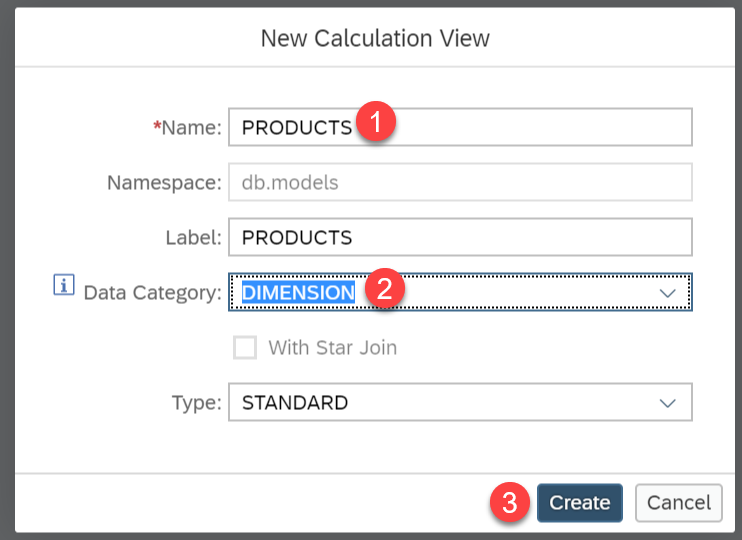 New Calculation View
*Name: PRODUCTS 1
Namespace: db.models
Label: PRODUCTS
i Data Category: DIMENSION 2
With Star Join
Type: STANDARD
3 Create Cancel